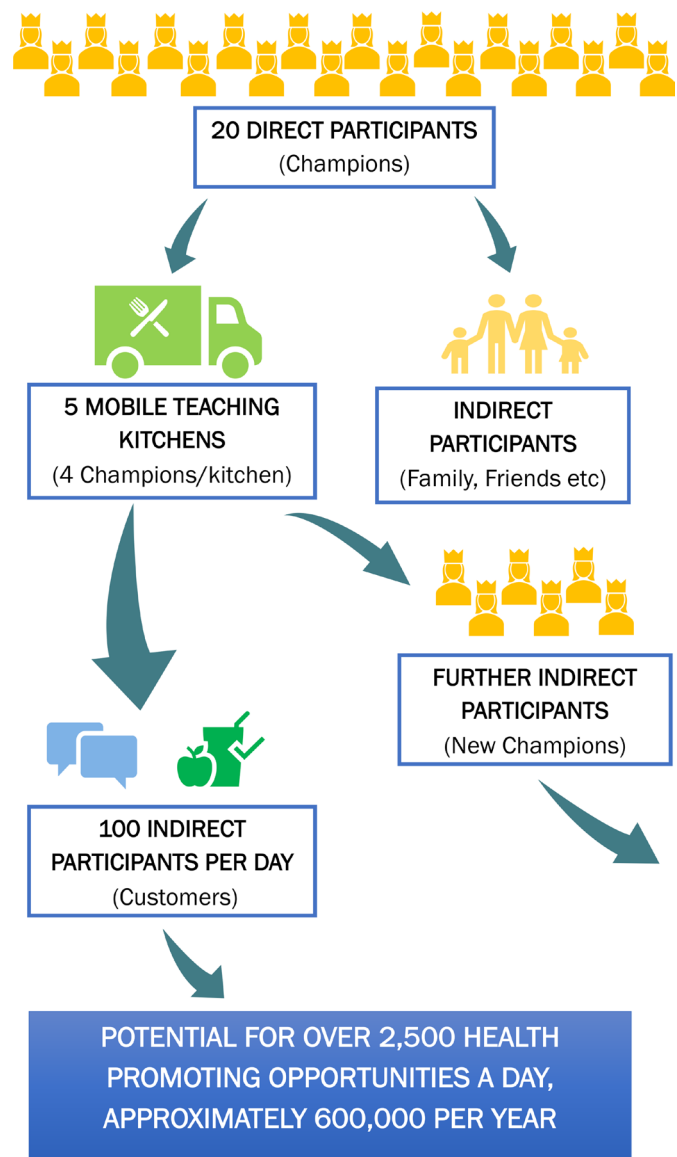 20 DIRECT PARTICIPANTS
(Champions)
5 MOBILE TEACHING
KITCHENS
(4 Champions/kitchen)
INDIRECT
PARTICIPANTS
(Family, Friends etc)
FURTHER INDIRECT
PARTICIPANTS
(New Champions)
100 INDIRECT
PARTICIPANTS PER DAY
(Customers)
POTENTIAL FOR OVER 2,500 HEALTH
PROMOTING OPPORTUNITIES A DAY,
APPROXIMATELY 600,000 PER YEAR